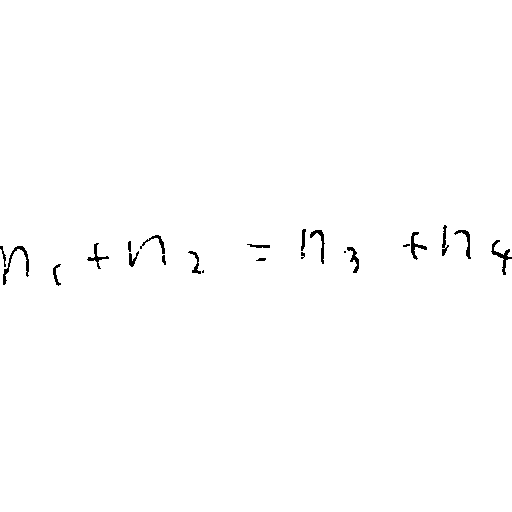 n₁ + n₂ = n₃ + n₄